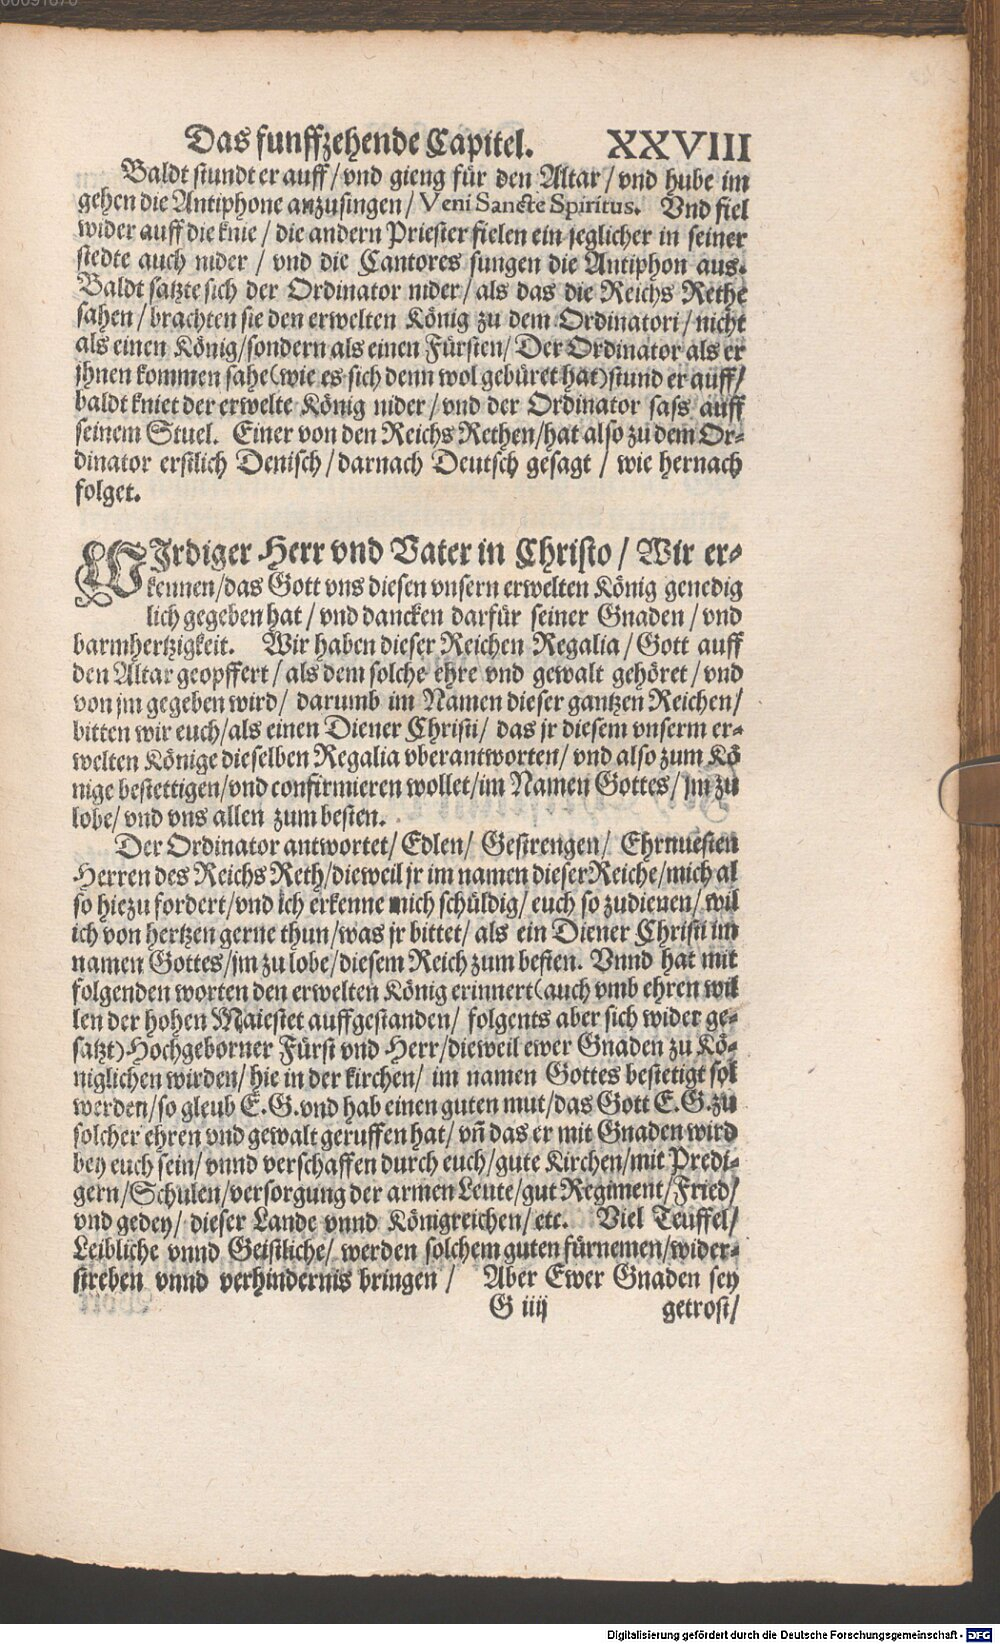 Das funffzehende Capitel. XXVIII
Baldt stundt er auff / vnd gieng für den Altar / vnd hube im
gehen die Antiphone anzusingen / Veni Sancte Spiritus. Vnd fiel
wider auff die knie / die andern Priester fielen ein jeglicher in seiner
stedte auch nider / vnd die Cantores sungen die Antiphon aus.
Baldt satzte sich der Ordinator nider / als das die Reichs Rethe
sahen / brachten sie den erwelten König zu dem Ordinatori / nicht
als einen König / sondern als einen Fürsten / Der Ordinator als er
jhnen kommen sahe (wie es sich denn wol gebüret hat) stund er auff /
baldt kniet der erwelte König nider / vnd der Ordinator sass auff
seinem Stuel. Einer von den Reichs Rethen / hat also zu dem Or⸗
dinator erstlich Denisch / darnach Deutsch gesagt / wie hernach
folget.
WJrdiger Herr vnd Vater in Christo / Wir er⸗
kennen / das Gott vns diesen vnsern erwelten König genedig
lich gegeben hat / vnd dancken darfür seiner Gnaden / vnd
barmhertzigkeit. Wir haben dieser Reichen Regalia / Gott auff
den Altar geopffert / als dem solche ehre vnd gewalt gehöret / vnd
von jm gegeben wird / darumb im Namen dieser gantzen Reichen /
bitten wir euch / als einen Diener Christi / das jr diesem vnserm er⸗
welten Könige dieselben Regalia vberantworten / vnd also zum Kö
nige bestettigen / vnd confirmieren wollet / im Namen Gottes / jm zu
lobe / vnd vns allen zum besten.
Der Ordinator antwortet / Edlen / Gestrengen / Ehrnuesten
Herren des Reichs Reth / dieweil jr im namen dieser Reiche / mich al
so hiezu fordert / vnd ich erkenne mich schüldig / euch so zudienen / wil
ich von hertzen gerne thun / was jr bittet / als ein Diener Christi im
namen Gottes / jm zu lobe / diesem Reich zum besten. Vnnd hat mit
folgenden worten den erwelten König erinnert (auch vmb ehren wil
len der hohen Maiestet auffgestanden / folgents aber sich wider ge⸗
satzt) Hochgeborner Fürst vnd Herr / dieweil ewer Gnaden zu Kö⸗
niglichen wirden / hie in der kirchen / im namen Gottes bestetigt sol
werden / so gleub E. G. vnd hab einen guten mut / das Gott E. G. zu
solcher ehren vnd gewalt geruffen hat / vñ das er mit Gnaden wird
bey euch sein / vnnd verschaffen durch euch / gute Kirchen / mit Predi⸗
gern / Schulen / versorgung der armen Leute / gut Regiment / Fried /
vnd gedey / dieser Lande vnnd Königreichen / etc. Viel Teuffel /
Leibliche vnnd Geistliche / werden solchem guten fürnemen / wider⸗
streben vnnd verhindernis bringen / Aber Ewer Gnaden sey
G iiij getrost /
Digitalisierung gefördert durch die Deutsche Forschungsgemeinschaft - DFG